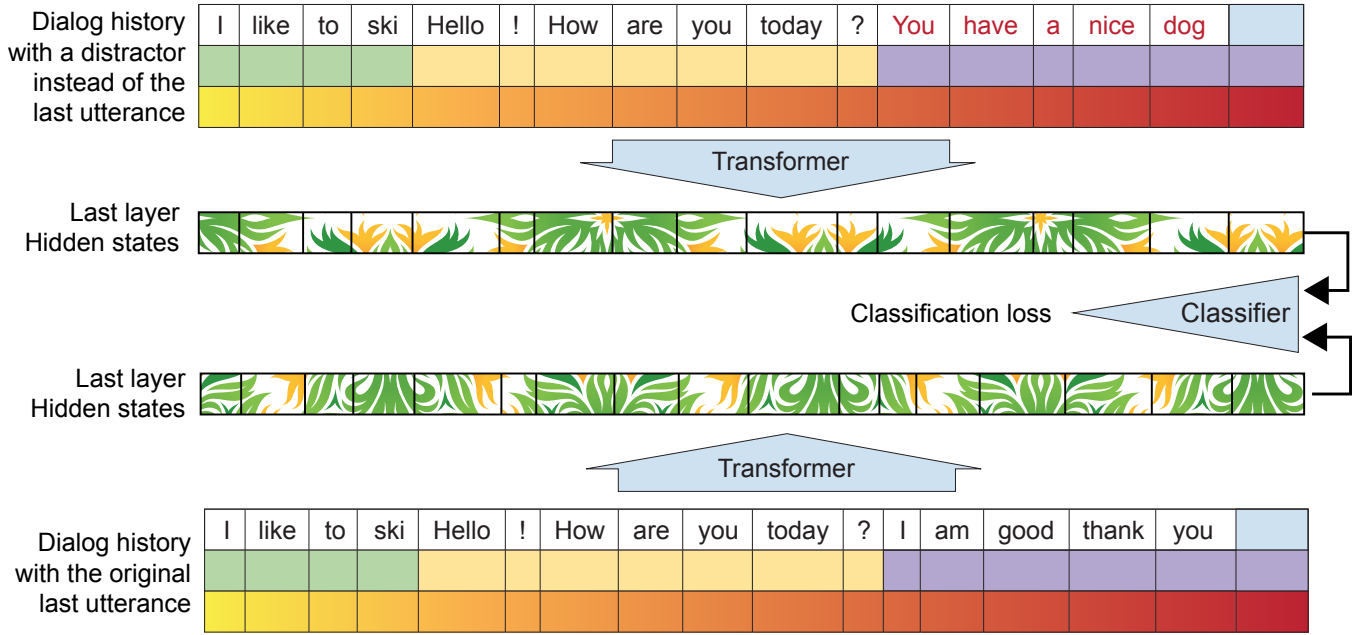 Dialog history
with a distractor
instead of the
last utterance
I like to ski Hello ! How are you today ? You have a nice dog
Transformer
Last layer
Hidden states
Classification loss
Classifier
Last layer
Hidden states
Transformer
Dialog history
with the original
last utterance
I like to ski Hello ! How are you today ? I am good thank you